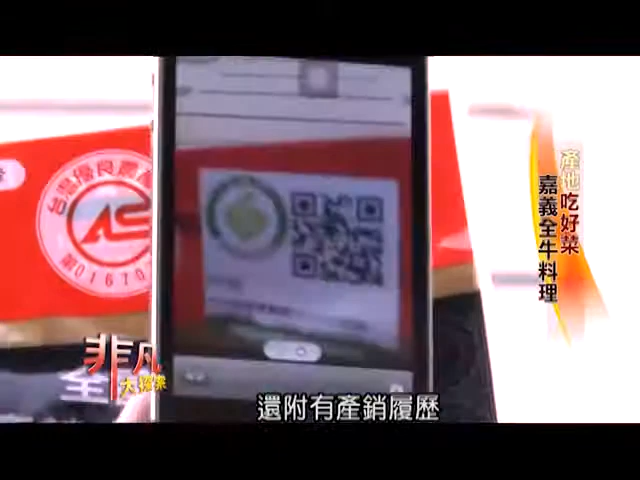 產地吃好菜
嘉義全牛料理
台灣優良農
第01670
全
非凡
大探索
還附有產銷履歷